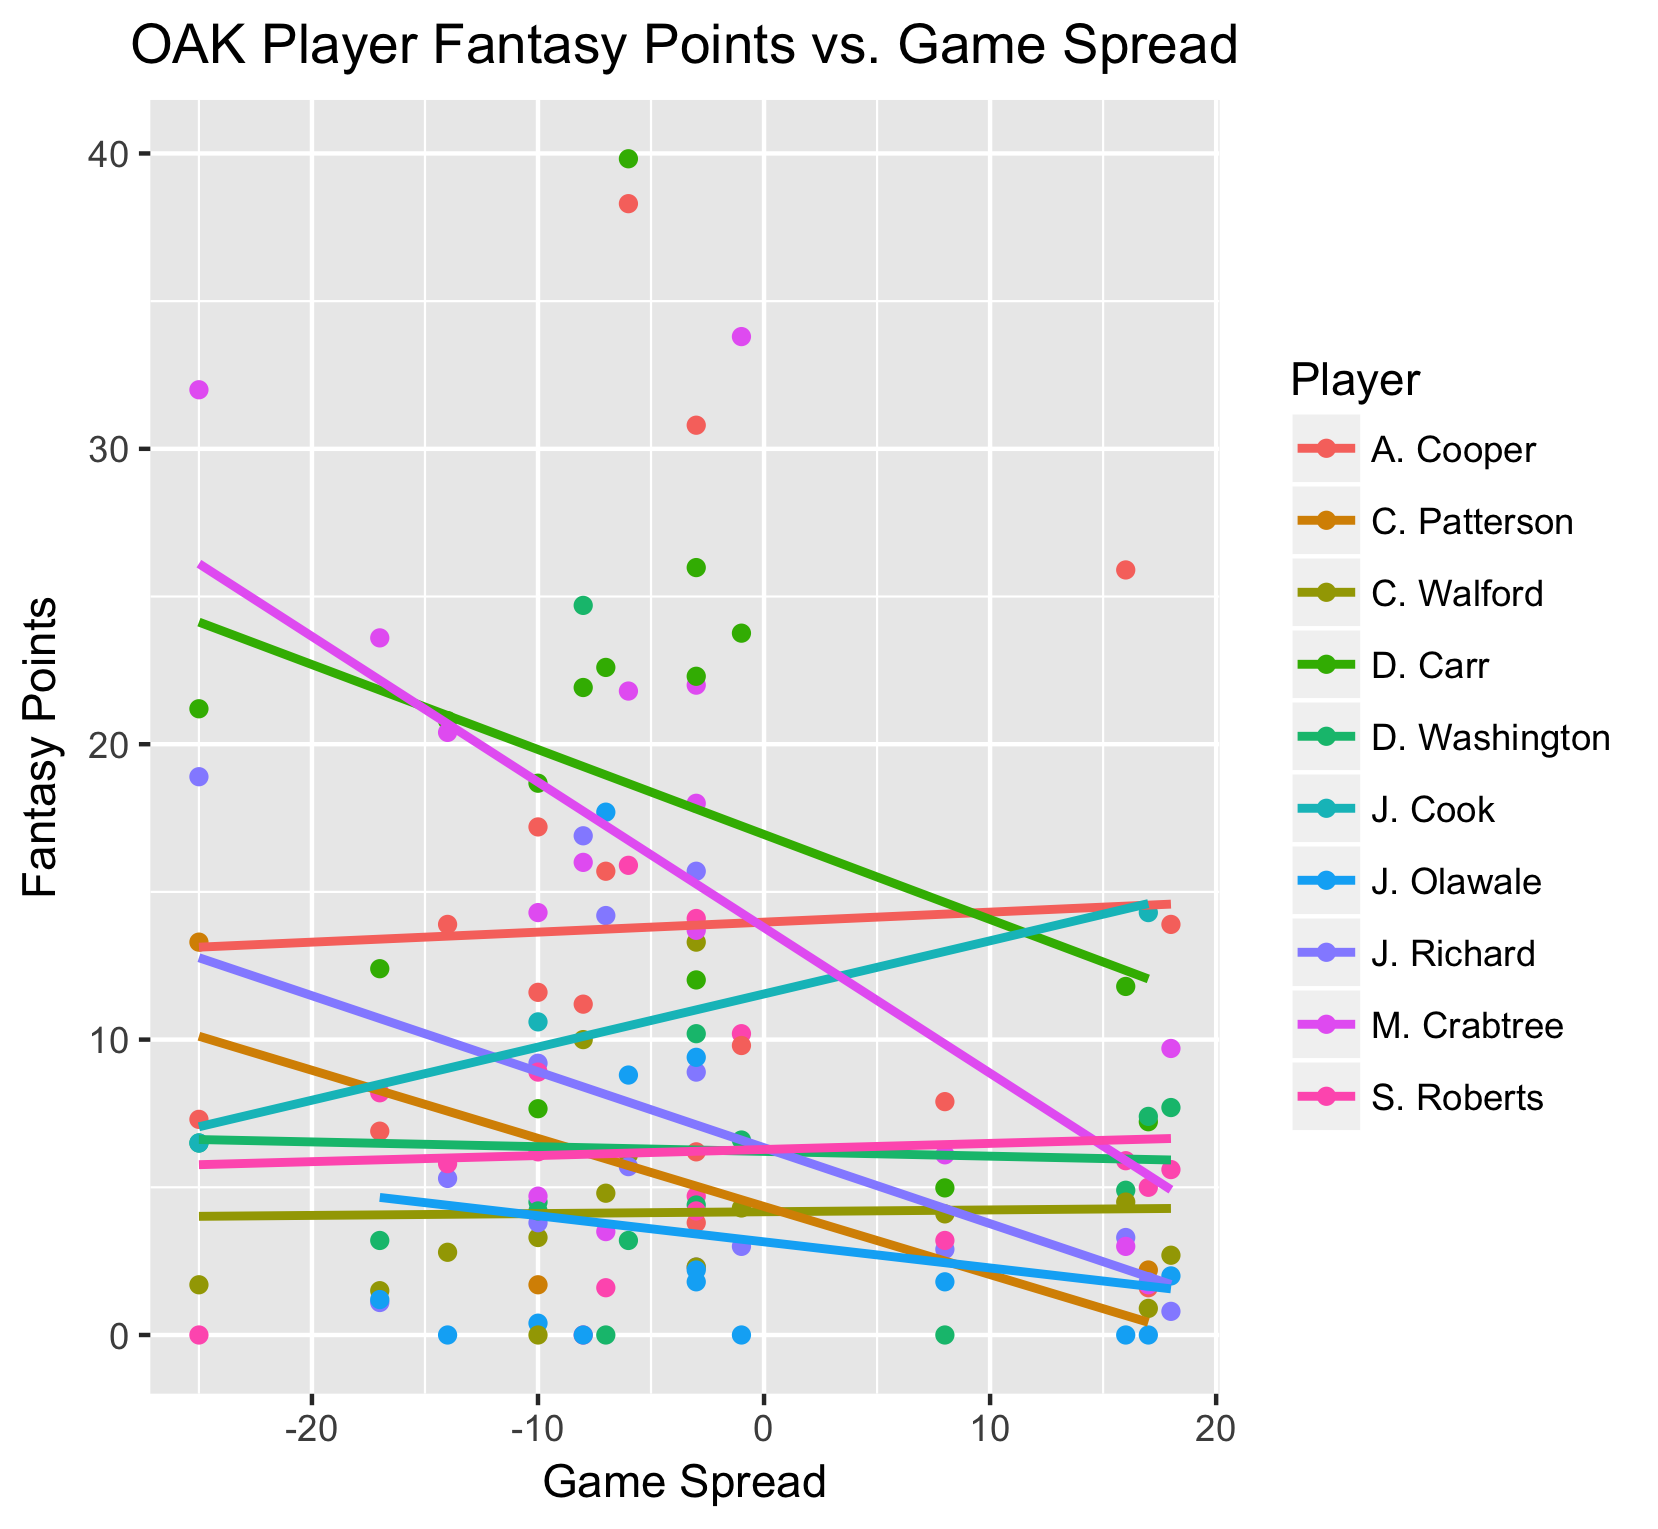 OAK Player Fantasy Points vs. Game Spread
40
30
20
10
0
Fantasy Points
-20
-10
0
10
20
Game Spread
Player
A. Cooper
C. Patterson
C. Walford
D. Carr
D. Washington
J. Cook
J. Olawale
J. Richard
M. Crabtree
S. Roberts